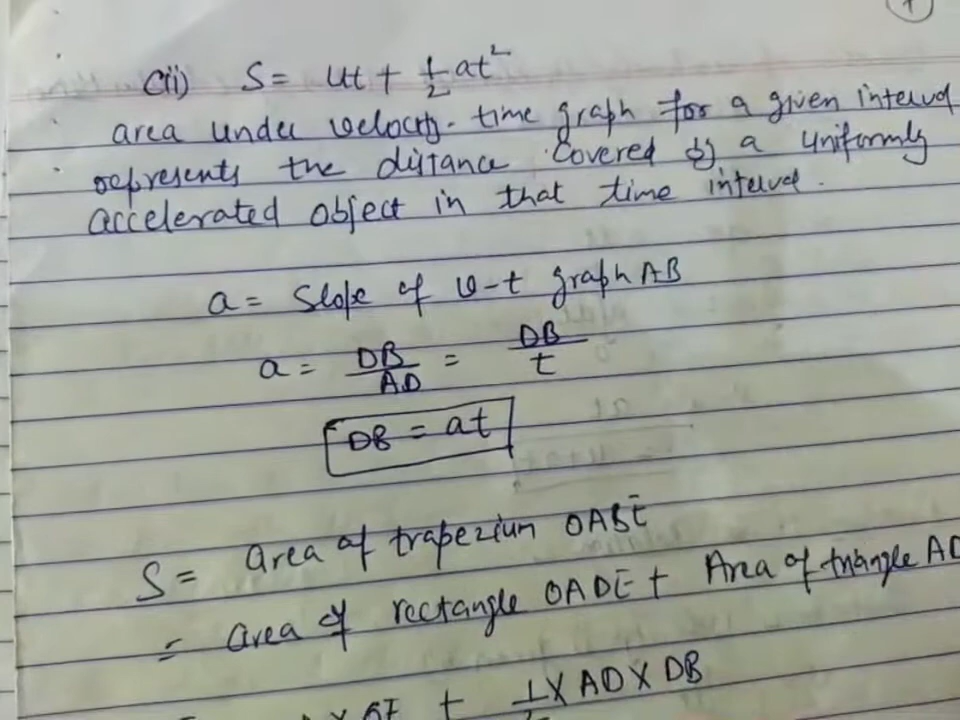 (ii) S = ut + 1/2 at²
area under velocity-time graph for a given interval
represents the distance covered by a uniformly
accelerated object in that time interval.
a = Slope of v-t graph AB
a = DB/AD = DB/t
DB = at
S = area of trapezium OABE
= area of rectangle OADE + Area of triangle AD
+ 1/2 X AD X DB